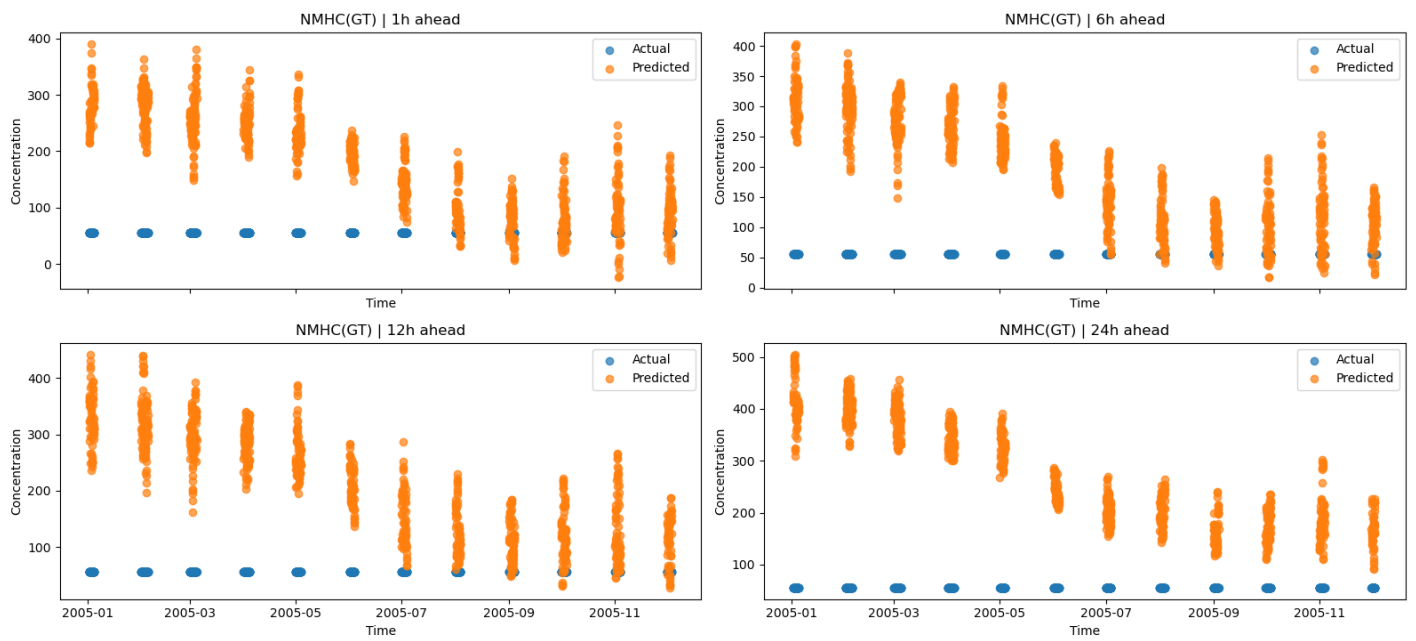 NMHC(GT) | 1h ahead
400
300
200
100
0
Concentration
Time
Actual
Predicted
NMHC(GT) | 6h ahead
400
350
300
250
200
150
100
50
0
Concentration
Time
Actual
Predicted
NMHC(GT) | 12h ahead
400
300
200
100
Concentration
2005-01 2005-03 2005-05 2005-07 2005-09 2005-11
Time
Actual
Predicted
NMHC(GT) | 24h ahead
500
400
300
200
100
Concentration
2005-01 2005-03 2005-05 2005-07 2005-09 2005-11
Time
Actual
Predicted